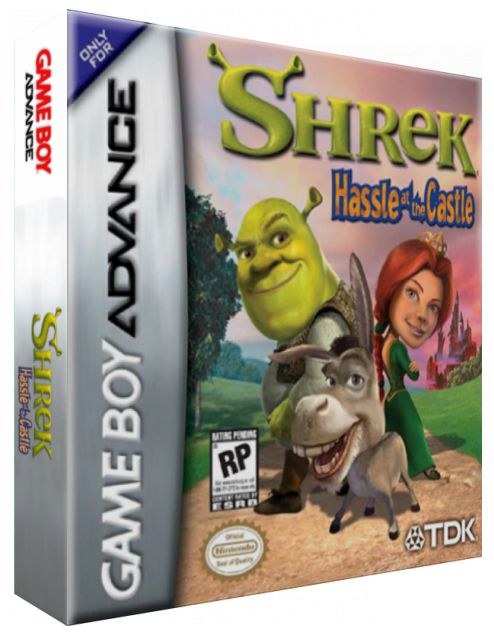 GAME BOY
ADVANCE
SHREK
Hassle at the Castle
ONLY
FOR
GAME BOY ADVANCE
SHREK
Hassle at the Castle
RATING PENDING
RP
CONTENT RATED BY
ESRB
Official
Nintendo
Seal of Quality
TDK